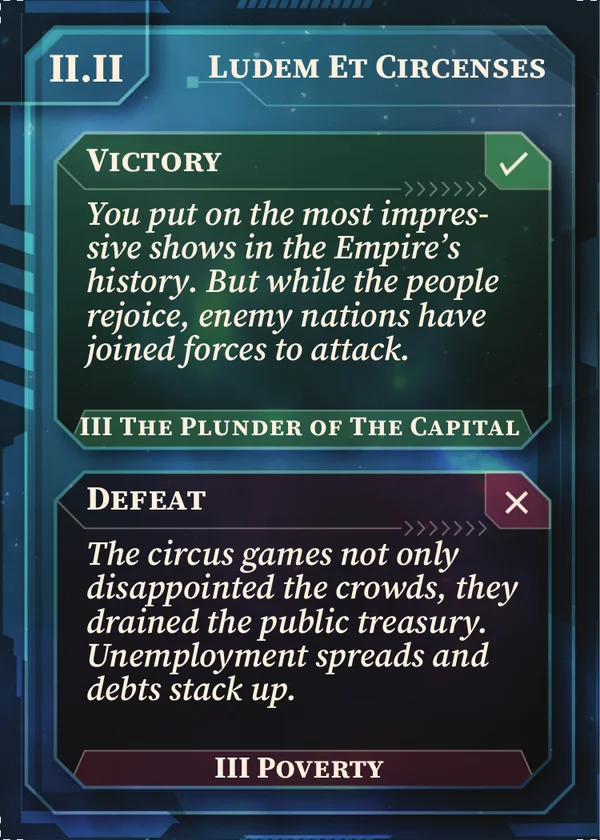 II.II
Ludem Et Circenses
Victory
You put on the most impres-
sive shows in the Empire’s
history. But while the people
rejoice, enemy nations have
joined forces to attack.
III The Plunder of The Capital
Defeat
The circus games not only
disappointed the crowds, they
drained the public treasury.
Unemployment spreads and
debts stack up.
III Poverty